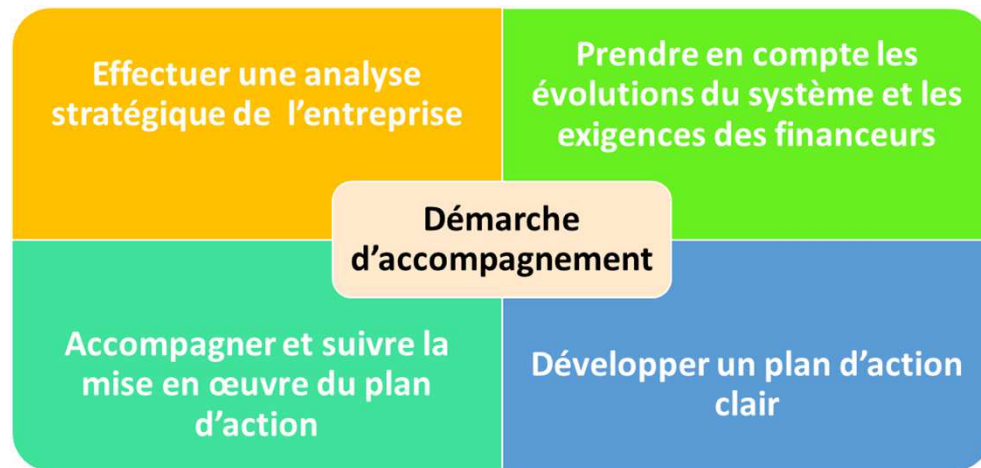 Effectuer une analyse
stratégique de l’entreprise
Prendre en compte les
évolutions du système et les
exigences des financeurs
Démarche
d’accompagnement
Accompagner et suivre la
mise en œuvre du plan
d’action
Développer un plan d’action
clair